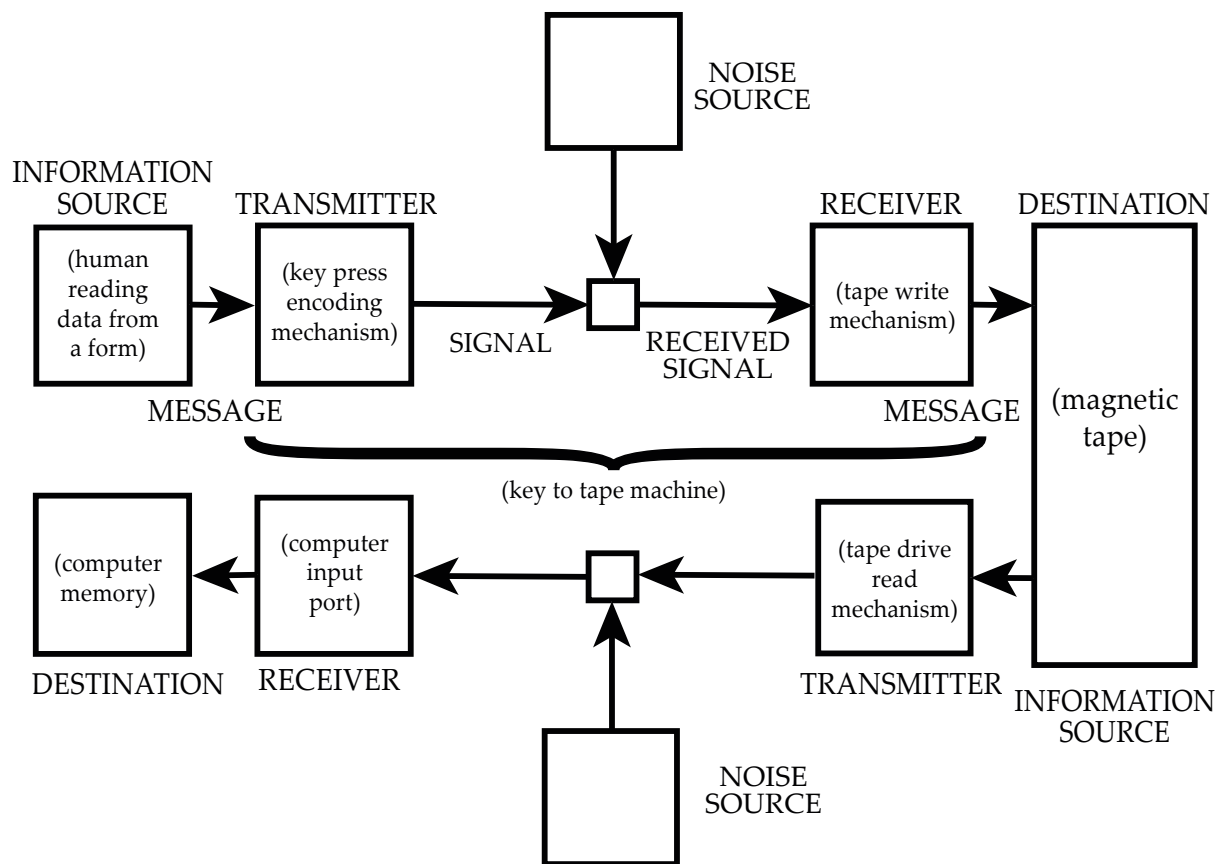 NOISE
SOURCE
INFORMATION
SOURCE
TRANSMITTER
RECEIVER
DESTINATION
(human
reading
data from
a form)
(key press
encoding
mechanism)
SIGNAL
RECEIVED
SIGNAL
(tape write
mechanism)
(magnetic
tape)
MESSAGE
MESSAGE
(key to tape machine)
(computer
memory)
(computer
input
port)
(tape drive
read
mechanism)
DESTINATION
RECEIVER
TRANSMITTER
INFORMATION
SOURCE
NOISE
SOURCE